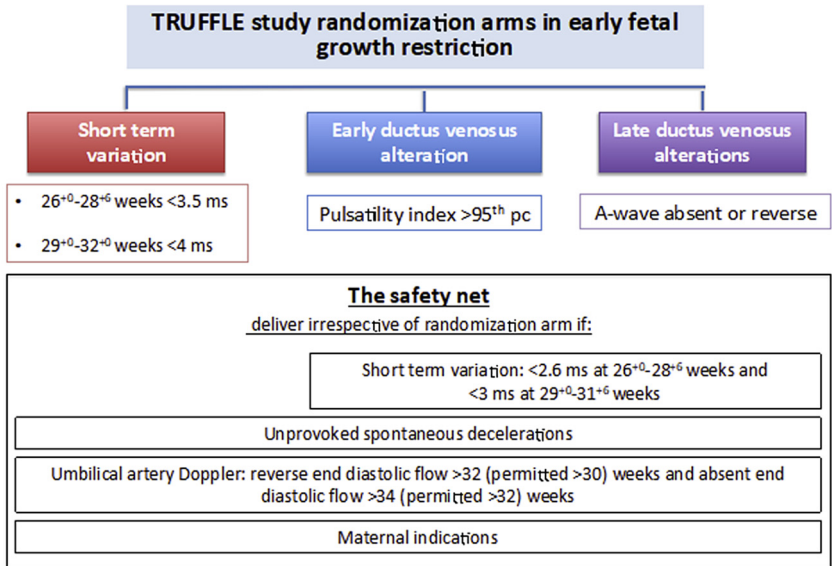 TRUFFLE study randomization arms in early fetal
growth restriction
Short term
variation
Early ductus venosus
alteration
Late ductus venosus
alterations
• 26⁺⁰-28⁺⁶ weeks <3.5 ms
• 29⁺⁰-32⁺⁰ weeks <4 ms
Pulsatility index >95ᵗʰ pc
A-wave absent or reverse
The safety net
deliver irrespective of randomization arm if:
Short term variation: <2.6 ms at 26⁺⁰-28⁺⁶ weeks and
<3 ms at 29⁺⁰-31⁺⁶ weeks
Unprovoked spontaneous decelerations
Umbilical artery Doppler: reverse end diastolic flow >32 (permitted >30) weeks and absent end
diastolic flow >34 (permitted >32) weeks
Maternal indications